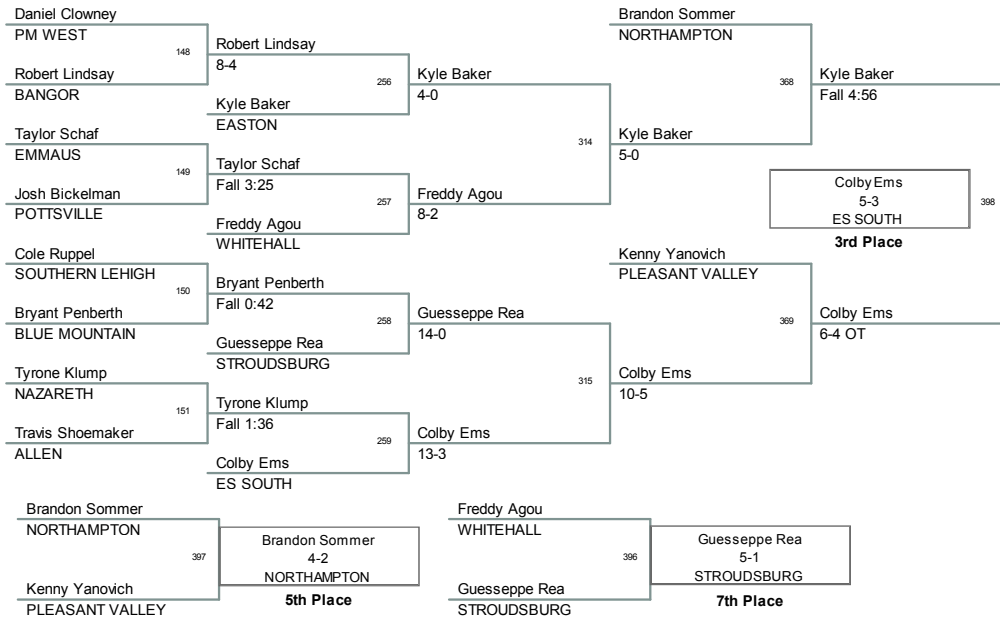 Daniel Clowney
PM WEST
148
Robert Lindsay
BANGOR
Taylor Schaf
EMMAUS
149
Josh Bickelman
POTTSVILLE
Cole Ruppel
SOUTHERN LEHIGH
150
Bryant Penberth
BLUE MOUNTAIN
Tyrone Klump
NAZARETH
151
Travis Shoemaker
ALLEN
Robert Lindsay
8-4
256
Kyle Baker
EASTON
Taylor Schaf
Fall 3:25
257
Freddy Agou
WHITEHALL
Bryant Penberth
Fall 0:42
258
Guesseppe Rea
STROUDSBURG
Tyrone Klump
Fall 1:36
259
Colby Ems
ES SOUTH
Kyle Baker
4-0
314
Freddy Agou
8-2
Guesseppe Rea
14-0
315
Colby Ems
13-3
Brandon Sommer
NORTHAMPTON
368
Kyle Baker
5-0
Kenny Yanovich
PLEASANT VALLEY
369
Colby Ems
10-5
Kyle Baker
Fall 4:56
Colby Ems
5-3
ES SOUTH
398
3rd Place
Colby Ems
6-4 OT
Brandon Sommer
NORTHAMPTON
397
Kenny Yanovich
PLEASANT VALLEY
Brandon Sommer
4-2
NORTHAMPTON
5th Place
Freddy Agou
WHITEHALL
396
Guesseppe Rea
STROUDSBURG
Guesseppe Rea
5-1
STROUDSBURG
7th Place